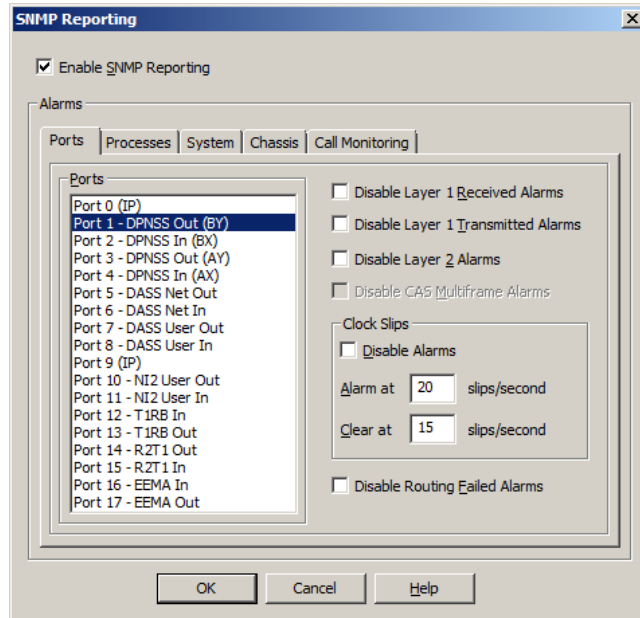 SNMP Reporting
Enable SNMP Reporting
Alarms
Ports
Processes
System
Chassis
Call Monitoring
Ports
Port 0 (IP)
Port 1 - DPNSS Out (BY)
Port 2 - DPNSS In (BX)
Port 3 - DPNSS Out (AY)
Port 4 - DPNSS In (AX)
Port 5 - DASS Net Out
Port 6 - DASS Net In
Port 7 - DASS User Out
Port 8 - DASS User In
Port 9 (IP)
Port 10 - NI2 User Out
Port 11 - NI2 User In
Port 12 - T1RB In
Port 13 - T1RB Out
Port 14 - R2T1 Out
Port 15 - R2T1 In
Port 16 - EEMA In
Port 17 - EEMA Out
Disable Layer 1 Received Alarms
Disable Layer 1 Transmitted Alarms
Disable Layer 2 Alarms
Disable CAS Multiframe Alarms
Clock Slips
Disable Alarms
Alarm at 20 slips/second
Clear at 15 slips/second
Disable Routing Failed Alarms
OK
Cancel
Help